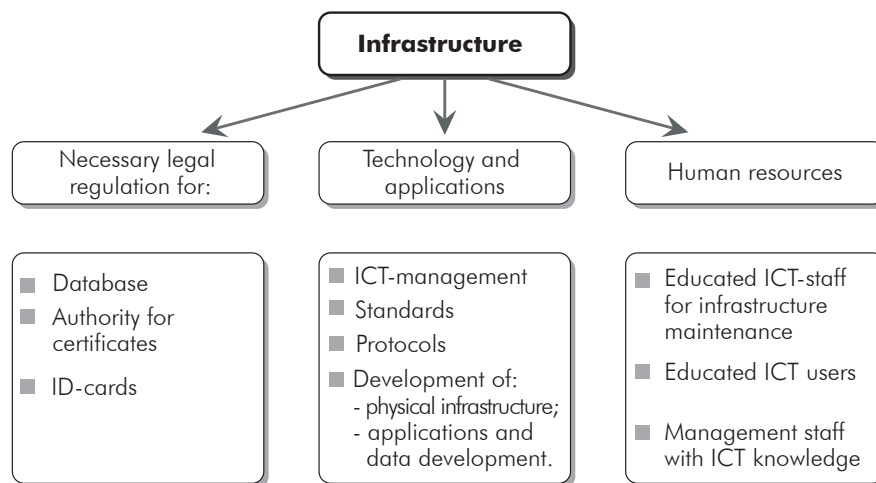 Infrastructure
Necessary legal
regulation for:
Technology and
applications
Human resources
Database
Authority for
certificates
ID-cards
ICT-management
Standards
Protocols
Development of:
- physical infrastructure;
- applications and
data development.
Educated ICT-staff
for infrastructure
maintenance
Educated ICT users
Management staff
with ICT knowledge